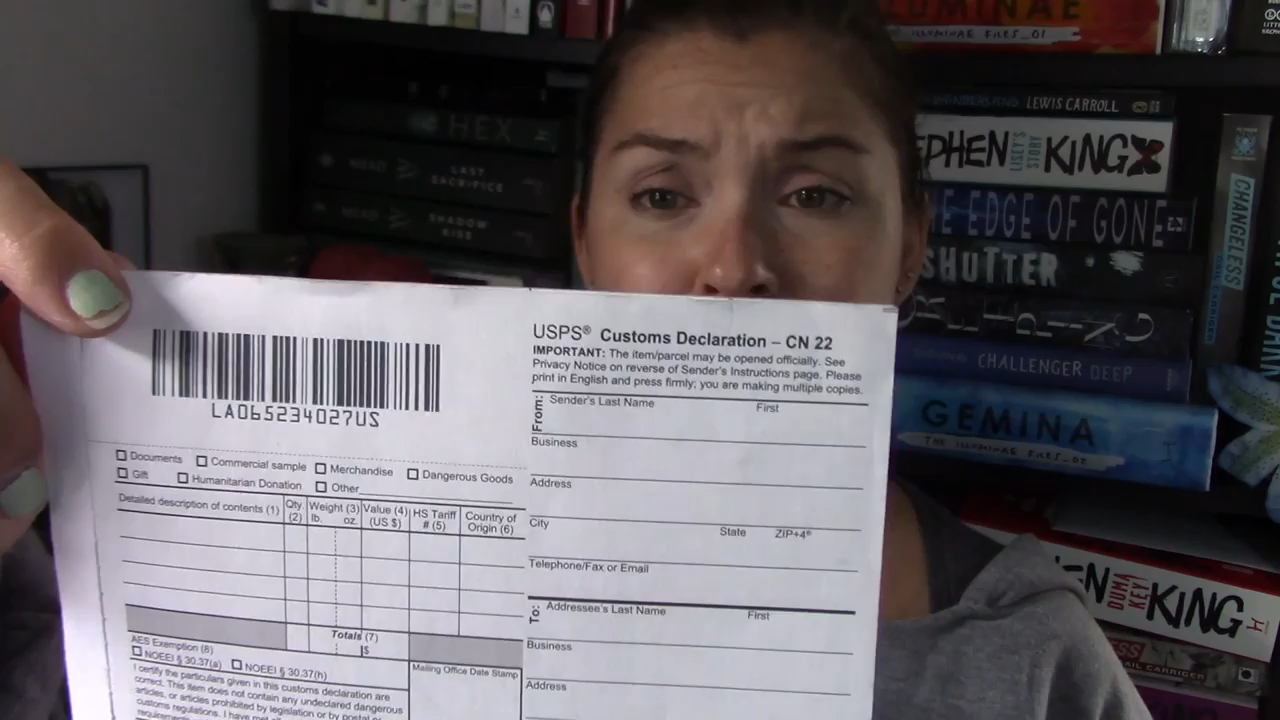 LUMINAE
ILLUMINAE FILES_01
LEWIS CARROLL
HEX
PHEN LISEY'S STORY KING
MEAD LAST SACRIFICE
THE EDGE OF GONE
CHANGELESS
MEAD SHADOW KISS
SHUTTER
CHALLENGER DEEP
GEMINA
THE ILLUMINAE FILES_02
EN DUMA KEY KING
GAIL CARRIGER
LA065234027US
Documents Commercial sample Merchandise Dangerous Goods
Gift Humanitarian Donation Other
Detailed description of contents (1) Qty. (2) Weight (3) lb. oz. Value (4) (US $) HS Tariff # (5) Country of Origin (6)
Totals (7)
$
AES Exemption (8)
NOEEI § 30.37(a) NOEEI § 30.37(h)
Mailing Office Date Stamp
I certify the particulars given in this customs declaration are
correct. This item does not contain any undeclared dangerous
articles, or articles prohibited by legislation or by postal or
customs regulations. I have met all
requirements
USPS® Customs Declaration – CN 22
IMPORTANT: The item/parcel may be opened officially. See
Privacy Notice on reverse of Sender's Instructions page. Please
print in English and press firmly; you are making multiple copies.
From: Sender's Last Name First
Business
Address
City State ZIP+4®
Telephone/Fax or Email
To: Addressee's Last Name First
Business
Address